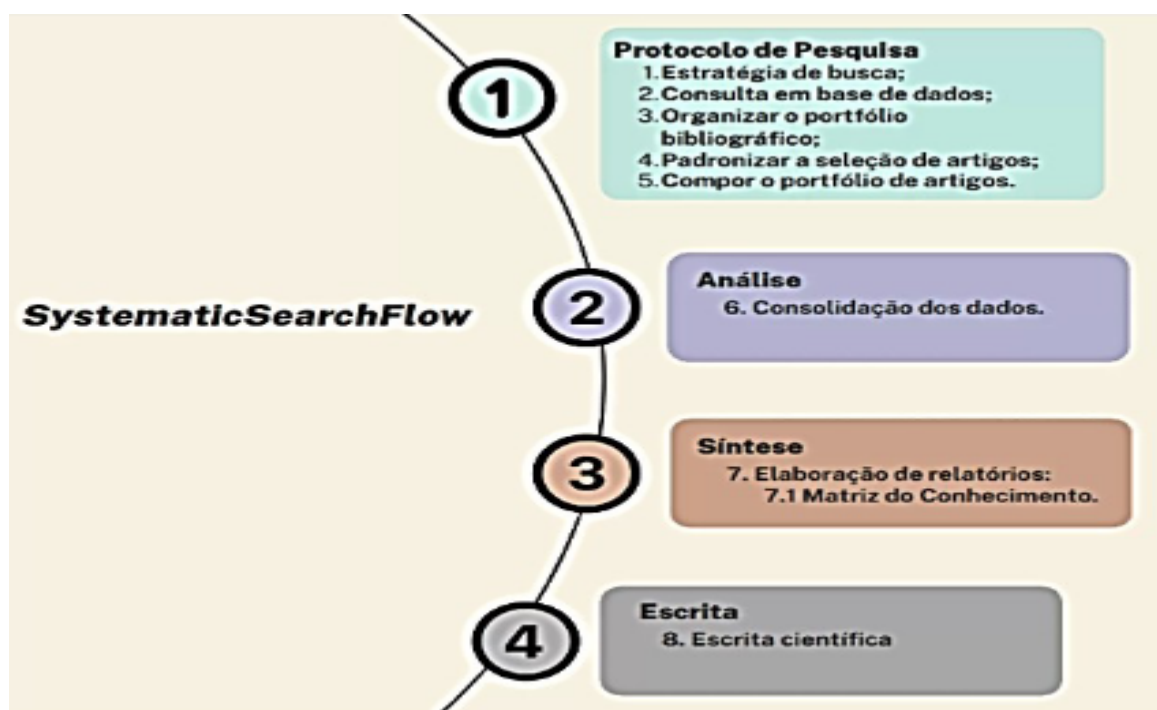 1
Protocolo de Pesquisa
1.Estratégia de busca;
2.Consulta em base de dados;
3.Organizar o portfólio
bibliográfico;
4.Padronizar a seleção de artigos;
5.Compor o portfólio de artigos.
SystematicSearchFlow
2
Análise
6. Consolidação dos dados.
3
Síntese
7. Elaboração de relatórios:
7.1 Matriz do Conhecimento.
4
Escrita
8. Escrita científica